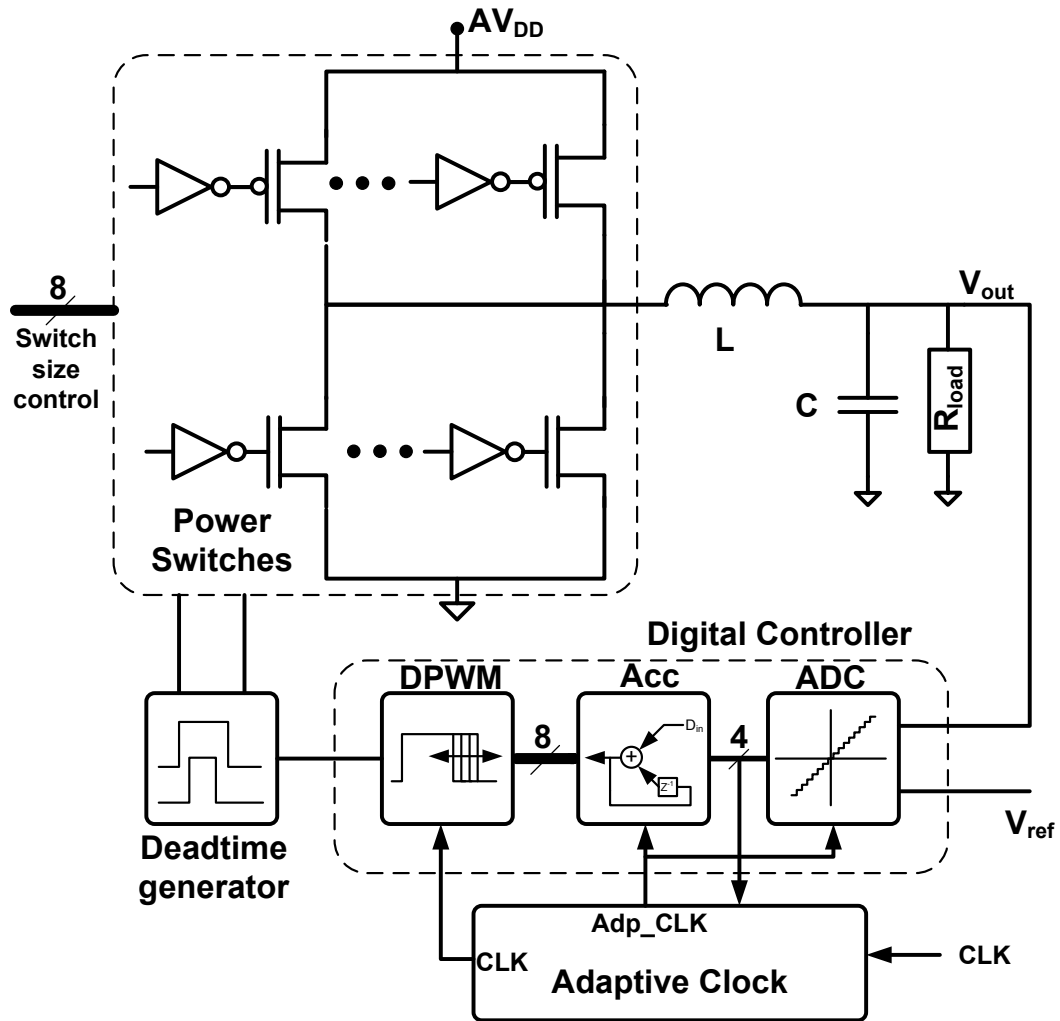 AVDD
8
Switch
size
control
Power
Switches
L
Vout
C
Rload
Digital Controller
DPWM
Acc
ADC
8
Din
+
Z-1
4
Vref
Deadtime
generator
Adp_CLK
CLK
CLK
Adaptive Clock